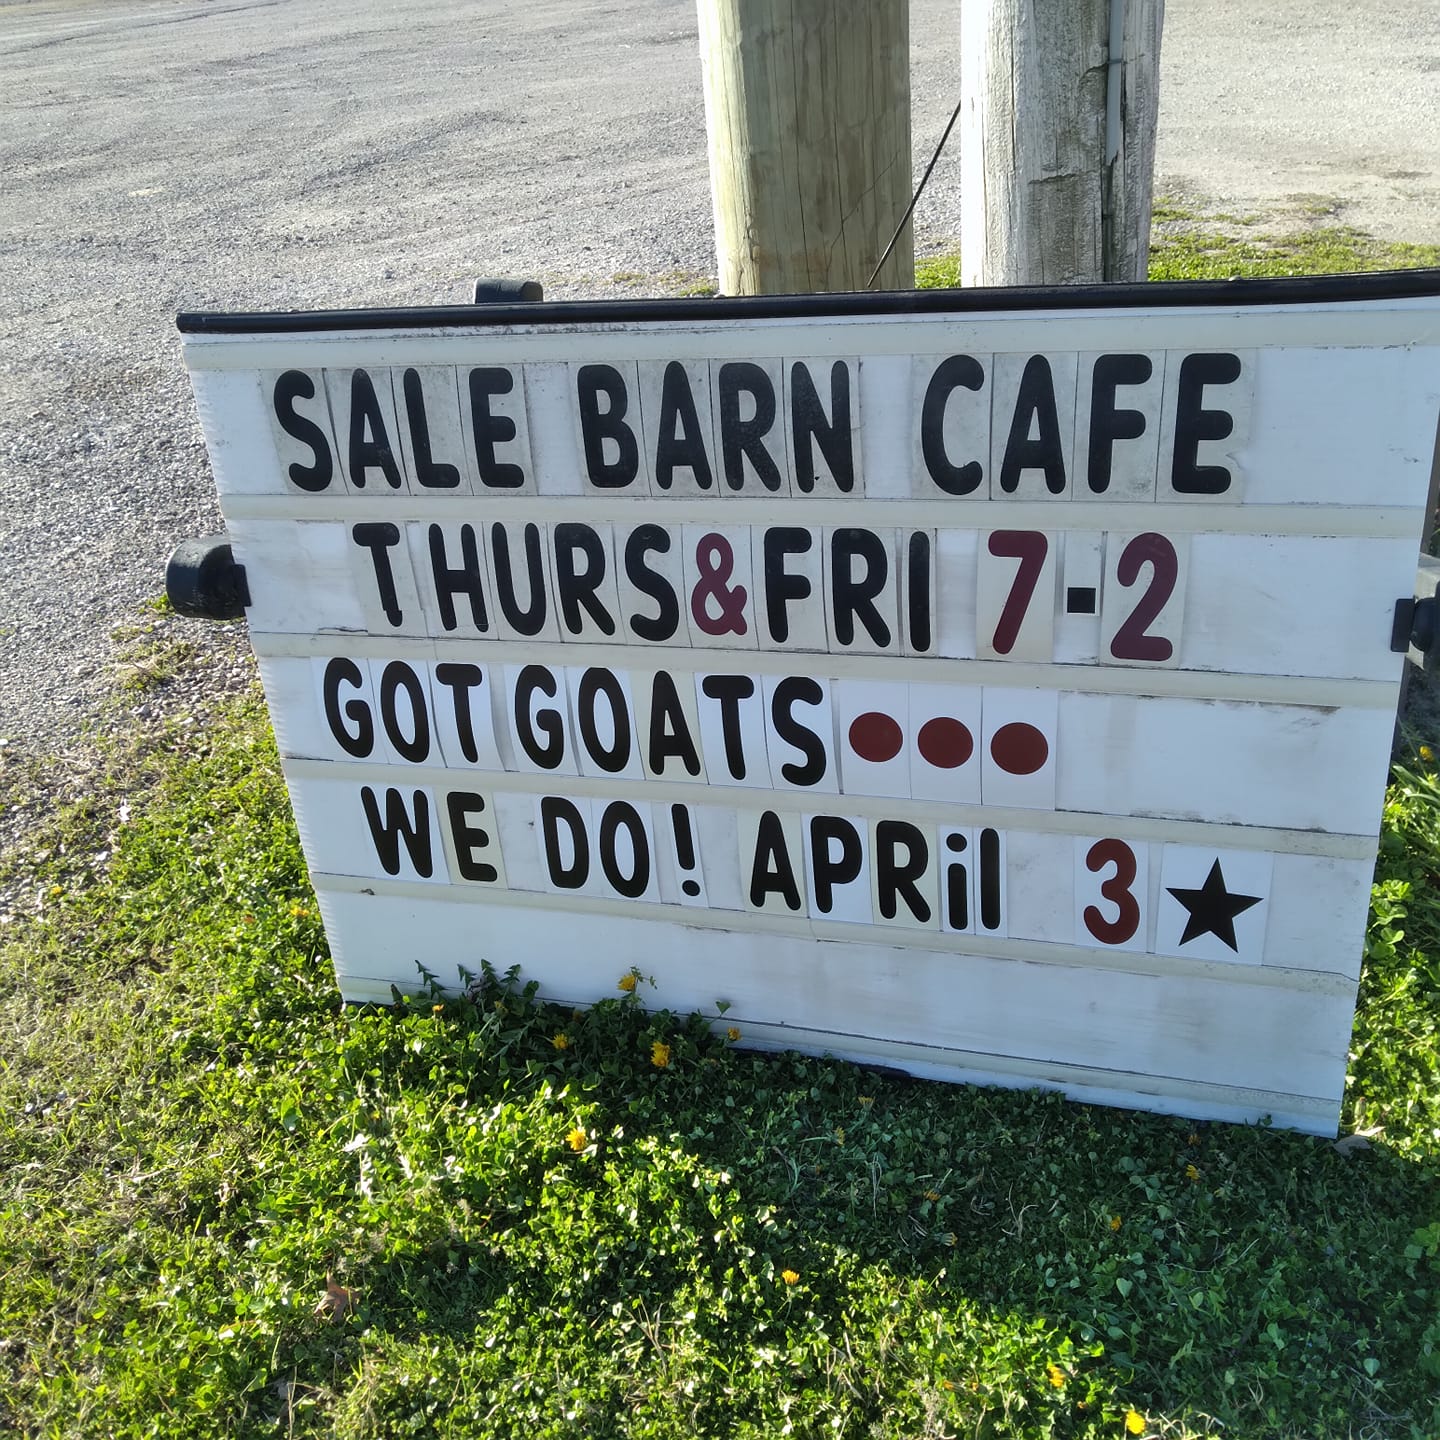 SALE BARN CAFE
THURS&FRI 7-2
GOT GOATS●●●
WE DO! APRil 3★